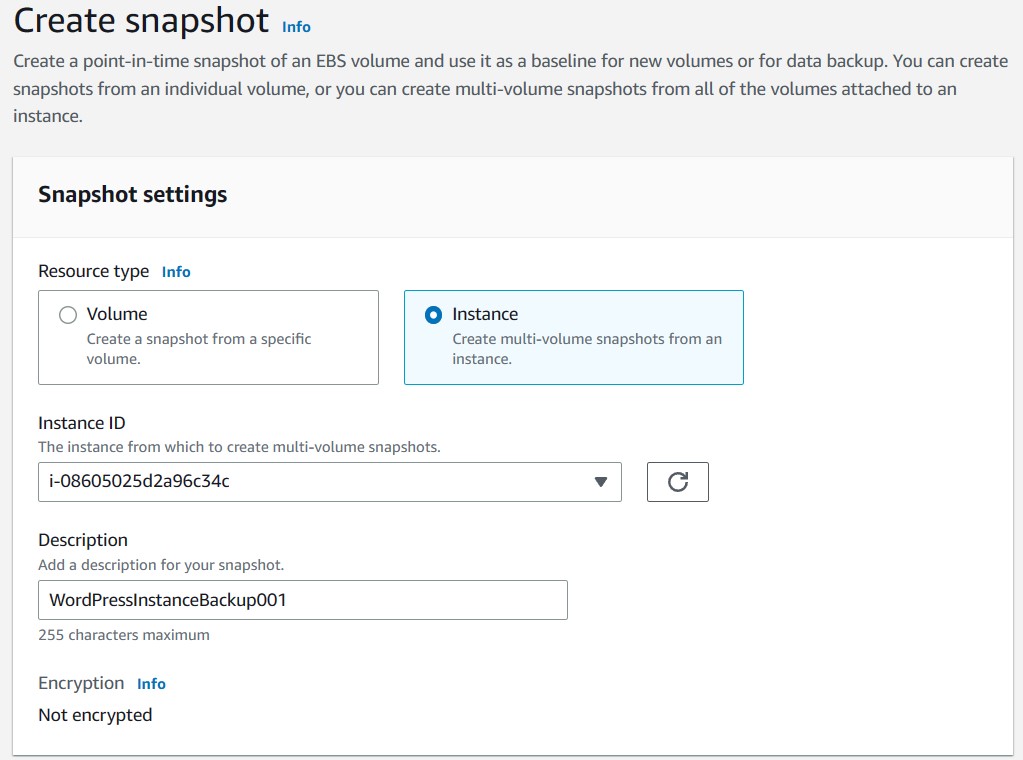 Create snapshot Info
Create a point-in-time snapshot of an EBS volume and use it as a baseline for new volumes or for data backup. You can create
snapshots from an individual volume, or you can create multi-volume snapshots from all of the volumes attached to an
instance.
Snapshot settings
Resource type Info
Volume
Create a snapshot from a specific
volume.
Instance
Create multi-volume snapshots from an
instance.
Instance ID
The instance from which to create multi-volume snapshots.
i-08605025d2a96c34c
Description
Add a description for your snapshot.
WordPressInstanceBackup001
255 characters maximum
Encryption Info
Not encrypted